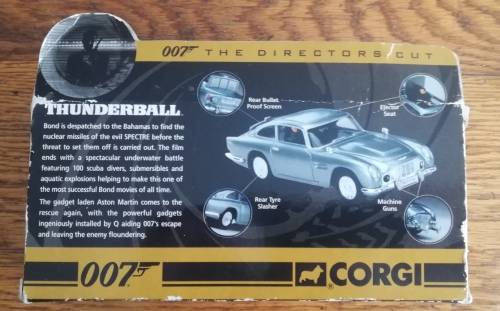 007 THE DIRECTORS CUT
THUNDERBALL
Bond is despatched to the Bahamas to find the
nuclear missiles of the evil SPECTRE before the
threat to set them off is carried out. The film
ends with a spectacular underwater battle
featuring 100 scuba divers, submersibles and
aquatic explosions helping to make this one of
the most successful Bond movies of all time.
The gadget laden Aston Martin comes to the
rescue again, with the powerful gadgets
ingeniously installed by Q aiding 007's escape
and leaving the enemy floundering.
Rear Bullet
Proof Screen
Ejector
Seat
Rear Tyre
Slasher
Machine
Guns
007
CORGI